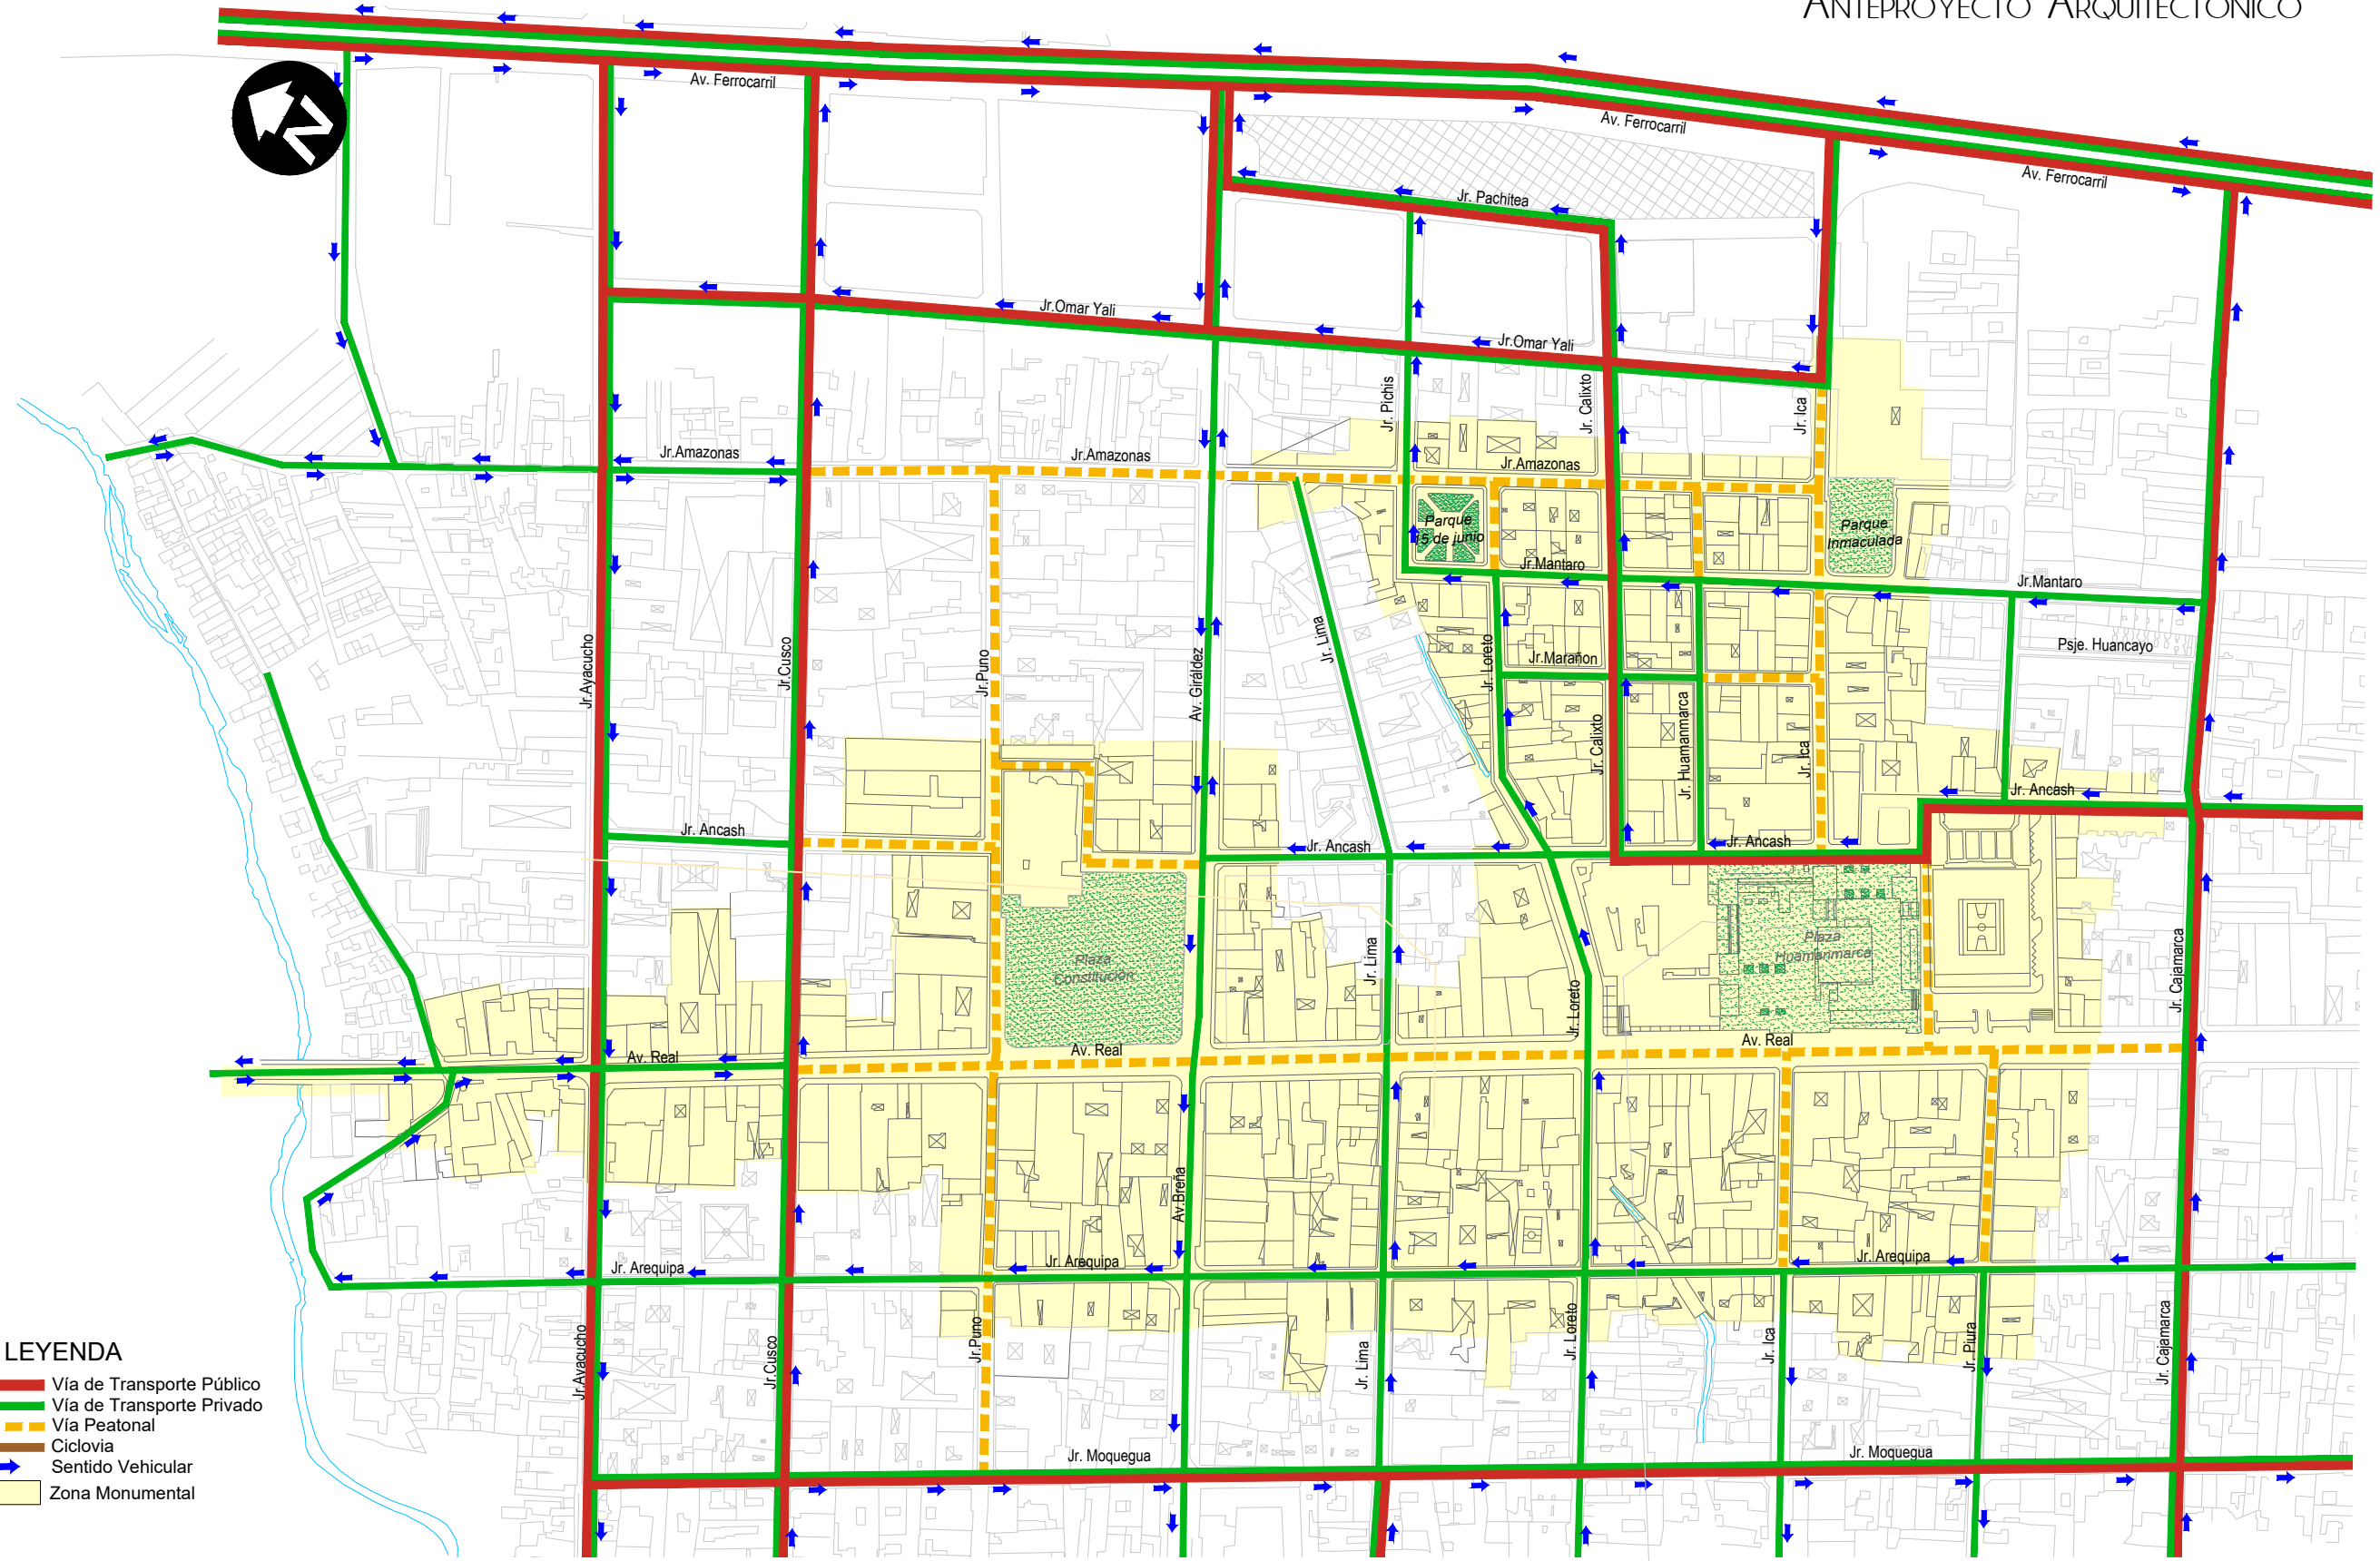 ANTEPROYECTO ARQUITECTÓNICO
Av. Ferrocarril
Av. Ferrocarril
Av. Ferrocarril
N
Jr. Pachitea
Jr.Omar Yali
Jr.Omar Yali
Jr. Pichis
Jr. Calixto
Jr. Ica
Jr.Amazonas
Jr.Amazonas
Jr.Amazonas
Parque
15 de junio
Parque
Inmaculada
Jr.Mantaro
Jr.Mantaro
Jr.Ayacucho
Jr.Cusco
Jr.Puno
Av. Giráldez
Jr. Lima
Jr. Loreto
Jr.Marañon
Psje. Huancayo
Jr. Calixto
Jr. Huamanmarca
Jr. Ica
Jr. Ancash
Jr. Ancash
Jr. Ancash
Jr. Ancash
Plaza
Constitución
Jr. Lima
Jr. Loreto
Plaza
Huamanmarca
Jr. Cajamarca
Av. Real
Av. Real
Av. Real
Av.Breña
Jr. Arequipa
Jr. Arequipa
Jr. Arequipa
Jr.Ayacucho
Jr.Cusco
Jr.Puno
Jr. Lima
Jr. Loreto
Jr. Ica
Jr. Piura
Jr. Cajamarca
Jr. Moquegua
Jr. Moquegua
LEYENDA
Vía de Transporte Público
Vía de Transporte Privado
Vía Peatonal
Ciclovia
Sentido Vehicular
Zona Monumental